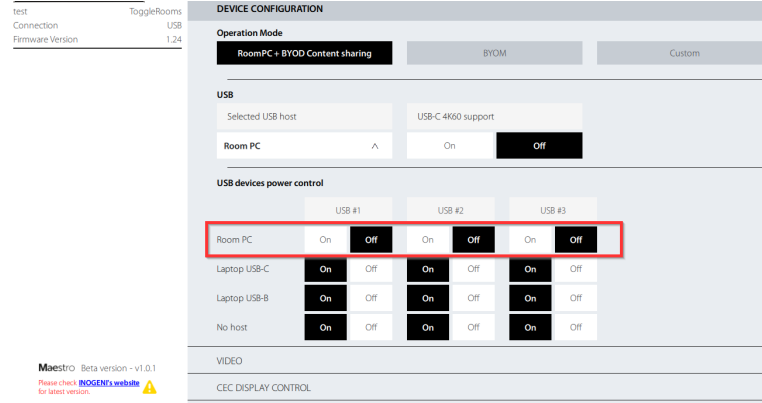 test ToggleRooms
Connection USB
Firmware Version 1.24
DEVICE CONFIGURATION
Operation Mode
RoomPC + BYOD Content sharing BYOM Custom
USB
Selected USB host USB-C 4K60 support
Room PC On Off
USB devices power control
USB #1 USB #2 USB #3
Room PC On Off On Off On Off
Laptop USB-C On Off On Off On Off
Laptop USB-B On Off On Off On Off
No host On Off On Off On Off
VIDEO
CEC DISPLAY CONTROL
Maestro Beta version - v1.0.1
Please check INOGENI's website
for latest version.